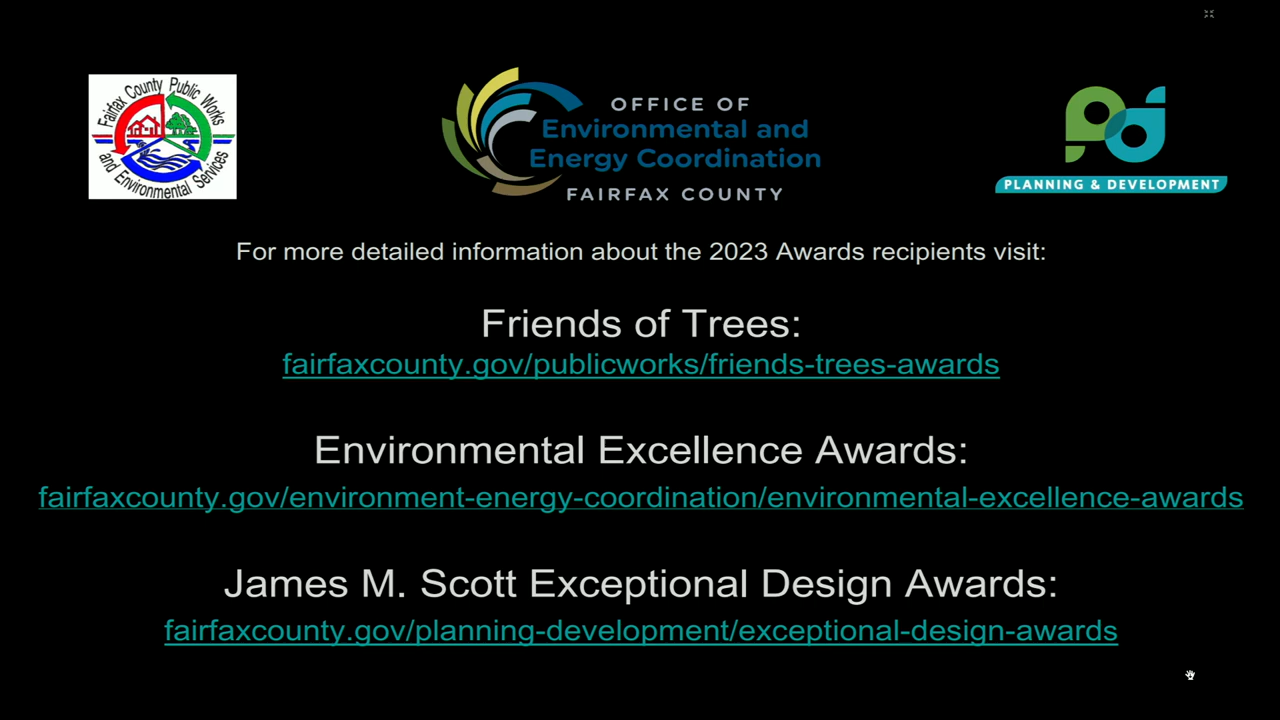 Fairfax County Public Works
and Environmental Services
OFFICE OF
Environmental and
Energy Coordination
FAIRFAX COUNTY
PLANNING & DEVELOPMENT
For more detailed information about the 2023 Awards recipients visit:
Friends of Trees:
fairfaxcounty.gov/publicworks/friends-trees-awards
Environmental Excellence Awards:
fairfaxcounty.gov/environment-energy-coordination/environmental-excellence-awards
James M. Scott Exceptional Design Awards:
fairfaxcounty.gov/planning-development/exceptional-design-awards